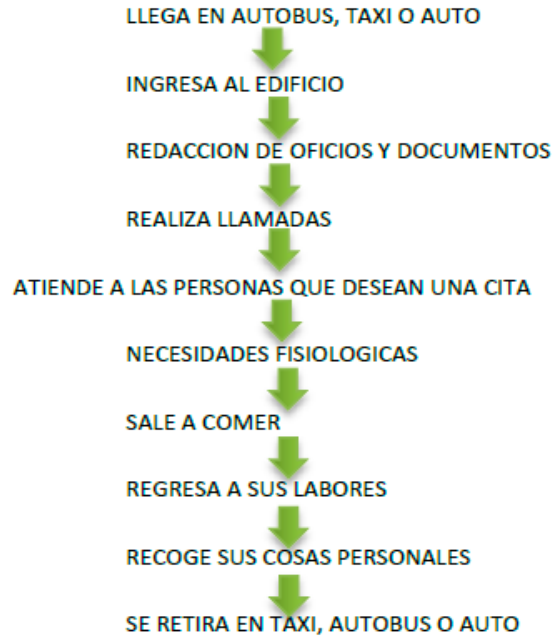 LLEGA EN AUTOBUS, TAXI O AUTO
INGRESA AL EDIFICIO
REDACCION DE OFICIOS Y DOCUMENTOS
REALIZA LLAMADAS
ATIENDE A LAS PERSONAS QUE DESEAN UNA CITA
NECESIDADES FISIOLOGICAS
SALE A COMER
REGRESA A SUS LABORES
RECOGE SUS COSAS PERSONALES
SE RETIRA EN TAXI, AUTOBUS O AUTO